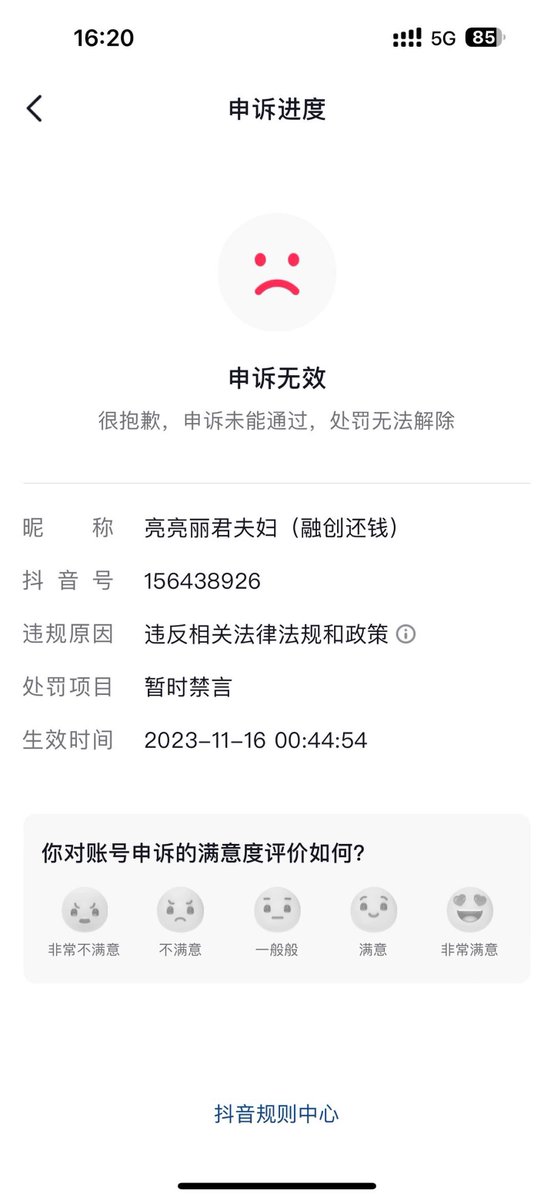 16:20
5G 85
申诉进度
申诉无效
很抱歉，申诉未能通过，处罚无法解除
昵称 亮亮丽君夫妇（融创还钱）
抖音号 156438926
违规原因 违反相关法律法规和政策
处罚项目 暂时禁言
生效时间 2023-11-16 00:44:54
你对账号申诉的满意度评价如何?
非常不满意 不满意 一般般 满意 非常满意
抖音规则中心